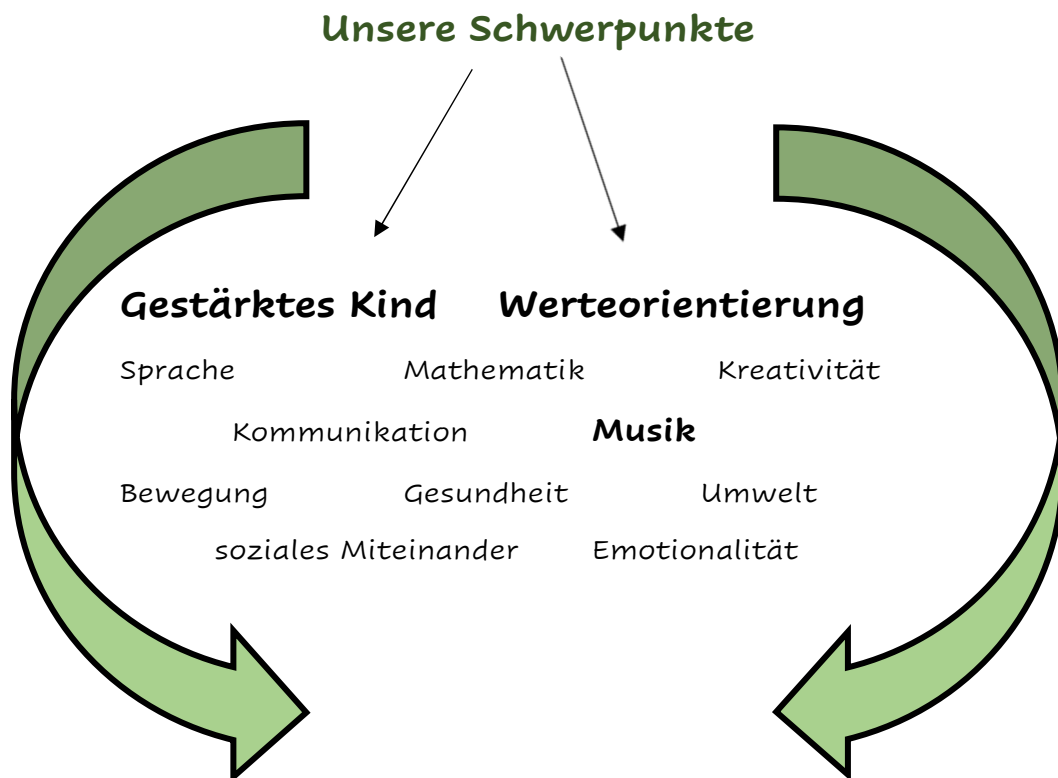 Unsere Schwerpunkte
Gestärktes Kind Werteorientierung
Sprache Mathematik Kreativität
Kommunikation Musik
Bewegung Gesundheit Umwelt
soziales Miteinander Emotionalität